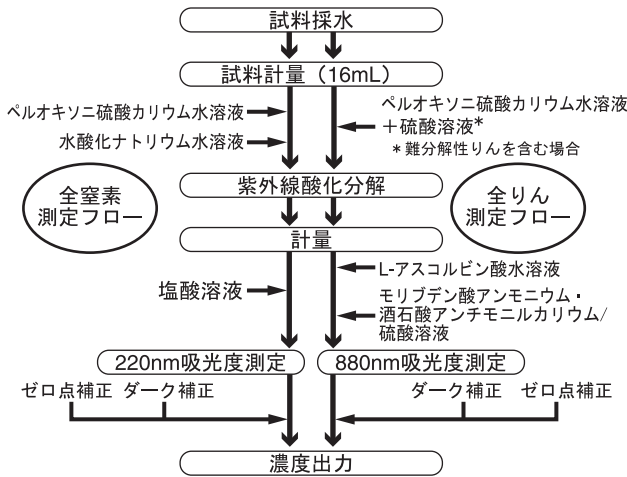 試料採水
試料計量（16mL）
ペルオキソニ硫酸カリウム水溶液
水酸化ナトリウム水溶液
ペルオキソニ硫酸カリウム水溶液
＋硫酸溶液*
*難分解性りんを含む場合
全窒素
測定フロー
紫外線酸化分解
全りん
測定フロー
計量
塩酸溶液
L-アスコルビン酸水溶液
モリブデン酸アンモニウム・
酒石酸アンチモニルカリウム/
硫酸溶液
220nm吸光度測定
880nm吸光度測定
ゼロ点補正 ダーク補正
ダーク補正 ゼロ点補正
濃度出力